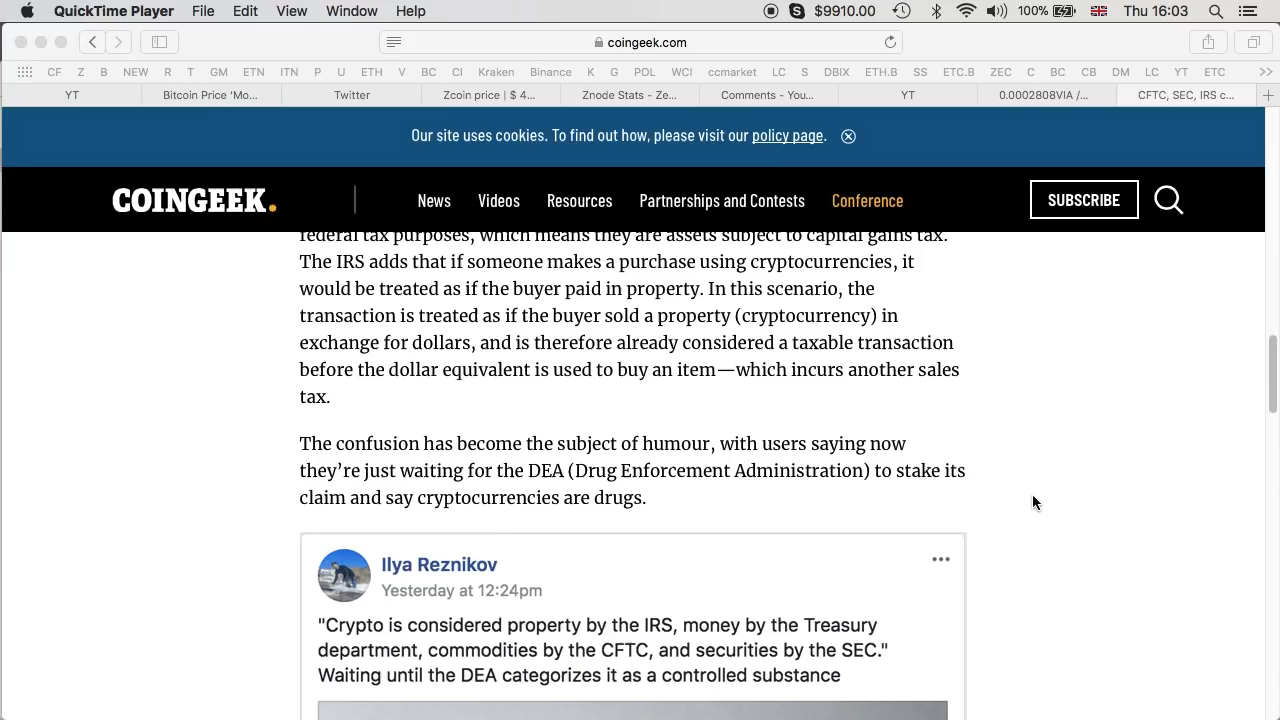 QuickTime Player File Edit View Window Help $9910.00 100% Thu 16:03
coingeek.com
CF Z B NEW R T GM ETN ITN P U ETH V BC CI Kraken Binance K G POL WCI ccmarket LC S DBIX ETH.B SS ETC.B ZEC C BC CB DM LC YT ETC >>
YT Bitcoin Price 'Mo... Twitter Zcoin price | $ 4... Znode Stats - Ze... Comments - You... YT 0.0002808VIA /... CFTC, SEC, IRS c... +
Our site uses cookies. To find out how, please visit our policy page.
COINGEEK. News Videos Resources Partnerships and Contests Conference SUBSCRIBE
federal tax purposes, which means they are assets subject to capital gains tax.
The IRS adds that if someone makes a purchase using cryptocurrencies, it
would be treated as if the buyer paid in property. In this scenario, the
transaction is treated as if the buyer sold a property (cryptocurrency) in
exchange for dollars, and is therefore already considered a taxable transaction
before the dollar equivalent is used to buy an item—which incurs another sales
tax.
The confusion has become the subject of humour, with users saying now
they're just waiting for the DEA (Drug Enforcement Administration) to stake its
claim and say cryptocurrencies are drugs.
Ilya Reznikov
Yesterday at 12:24pm
"Crypto is considered property by the IRS, money by the Treasury
department, commodities by the CFTC, and securities by the SEC."
Waiting until the DEA categorizes it as a controlled substance